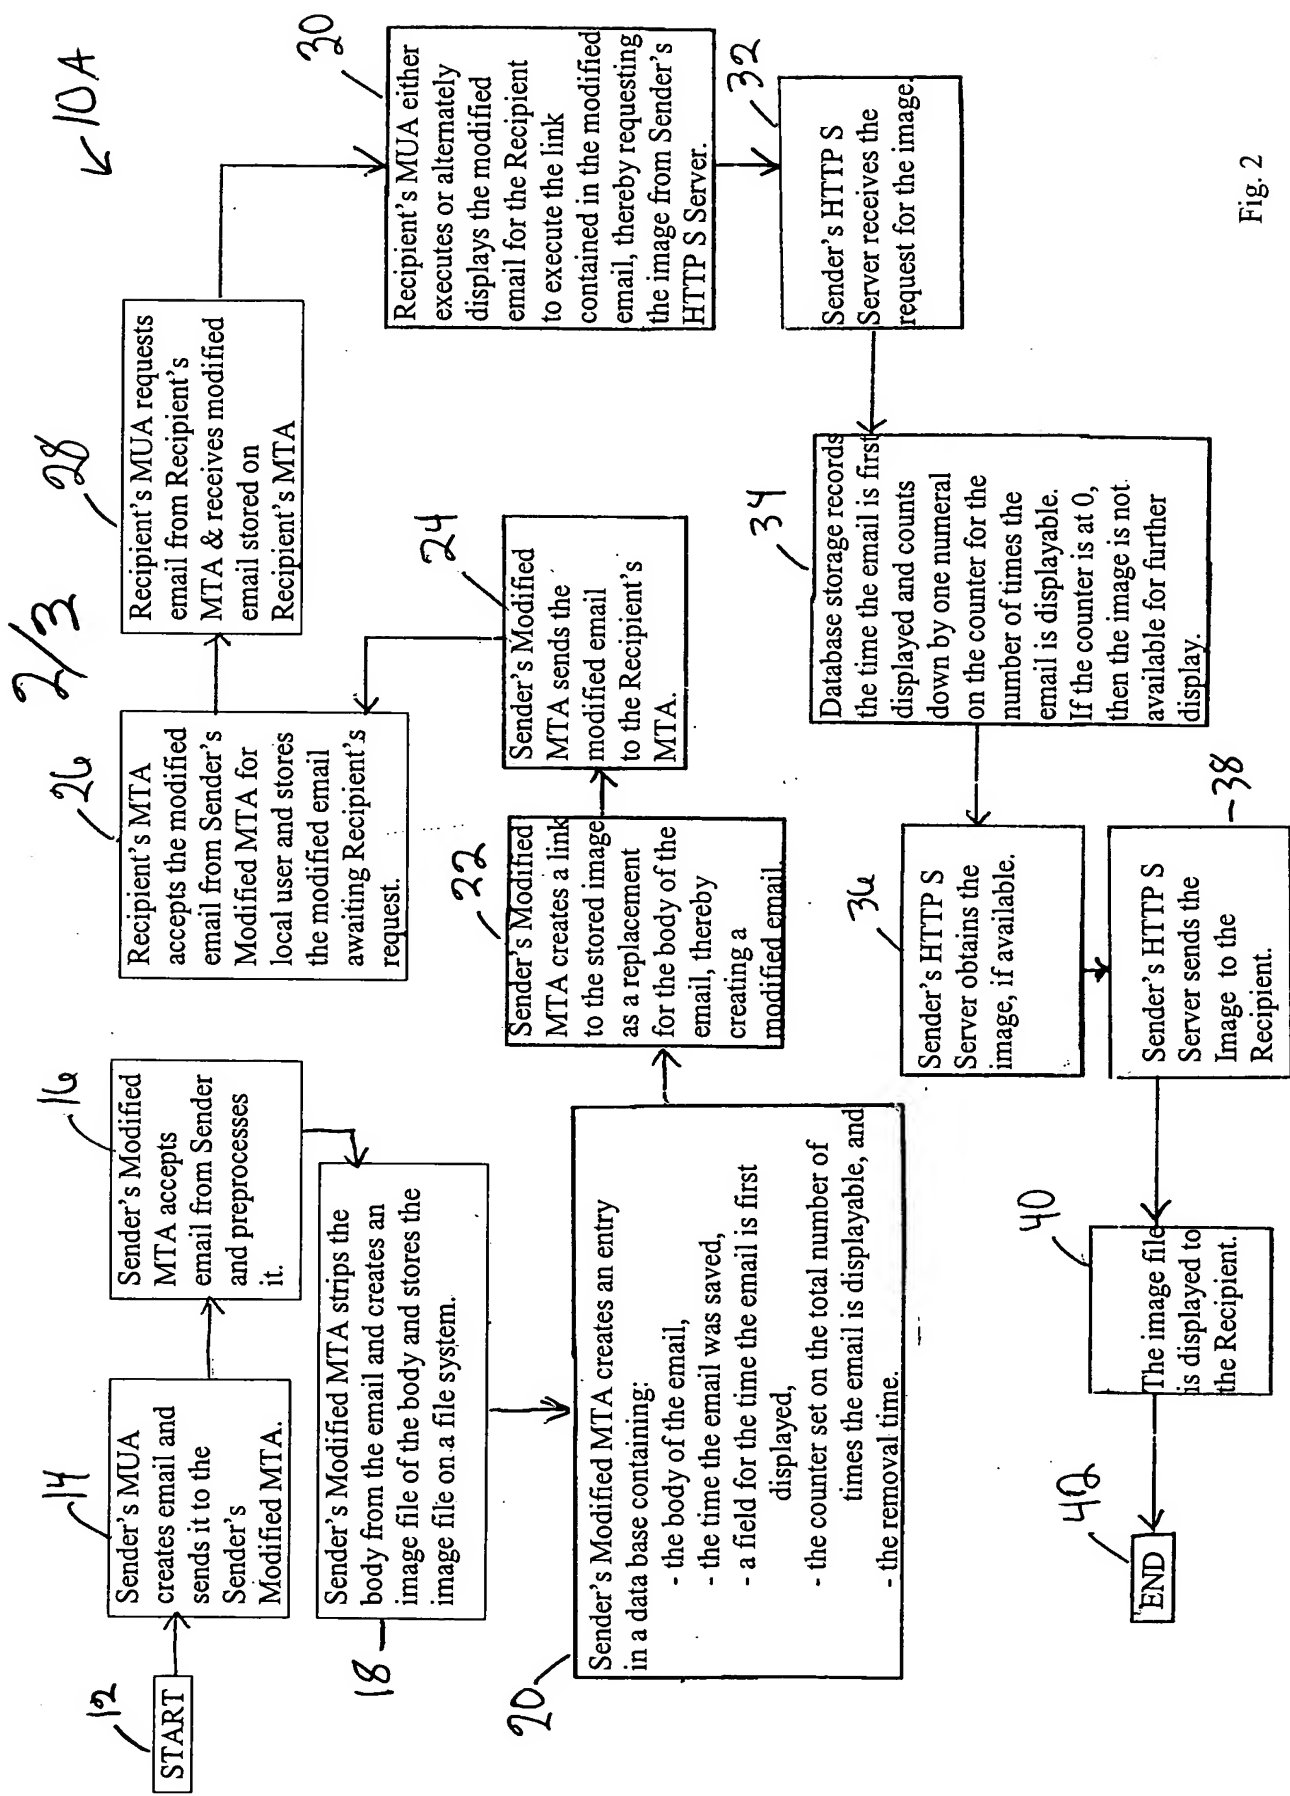 2/3
10A
12
START
14
Sender's MUA
creates email and
sends it to the
Sender's
Modified MTA.
16
Sender's Modified
MTA accepts
email from Sender
and preprocesses
it.
18
Sender's Modified MTA strips the
body from the email and creates an
image file of the body and stores the
image file on a file system.
20
Sender's Modified MTA creates an entry
in a data base containing:
- the body of the email,
- the time the email was saved,
- a field for the time the email is first
displayed,
- the counter set on the total number of
times the email is displayable, and
- the removal time.
22
Sender's Modified
MTA creates a link
to the stored image
as a replacement
for the body of the
email, thereby
creating a
modified email.
24
Sender's Modified
MTA sends the
modified email
to the Recipient's
MTA.
26
Recipient's MTA
accepts the modified
email from Sender's
Modified MTA for
local user and stores
the modified email
awaiting Recipient's
request.
28
Recipient's MUA requests
email from Recipient's
MTA & receives modified
email stored on
Recipient's MTA
30
Recipient's MUA either
executes or alternately
displays the modified
email for the Recipient
to execute the link
contained in the modified
email, thereby requesting
the image from Sender's
HTTP S Server.
32
Sender's HTTP S
Server receives the
request for the image.
34
Database storage records
the time the email is first
displayed and counts
down by one numeral
on the counter for the
number of times the
email is displayable.
If the counter is at 0,
then the image is not
available for further
display.
36
Sender's HTTP S
Server obtains the
image, if available.
38
Sender's HTTP S
Server sends the
Image to the
Recipient.
40
The image file
is displayed to
the Recipient.
42
END
Fig. 2